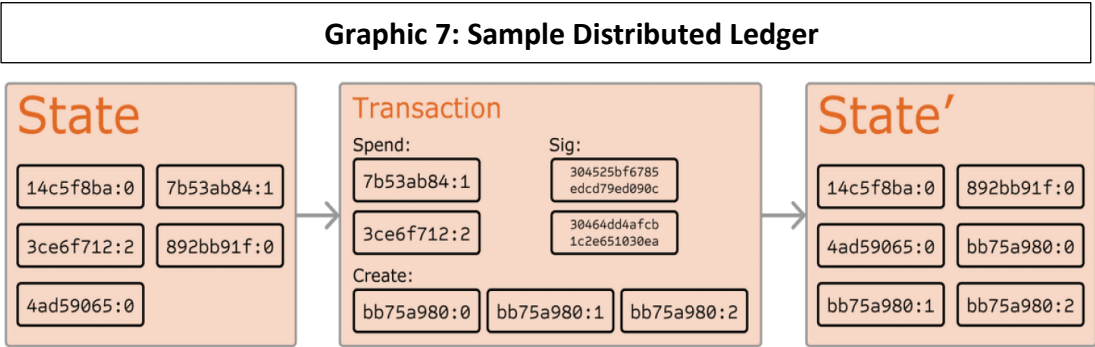 Graphic 7: Sample Distributed Ledger
State
14c5f8ba:0 7b53ab84:1
3ce6f712:2 892bb91f:0
4ad59065:0
Transaction
Spend: Sig:
7b53ab84:1 304525bf6785
edcd79ed090c
3ce6f712:2 30464dd4afcb
1c2e651030ea
Create:
bb75a980:0 bb75a980:1 bb75a980:2
State′
14c5f8ba:0 892bb91f:0
4ad59065:0 bb75a980:0
bb75a980:1 bb75a980:2